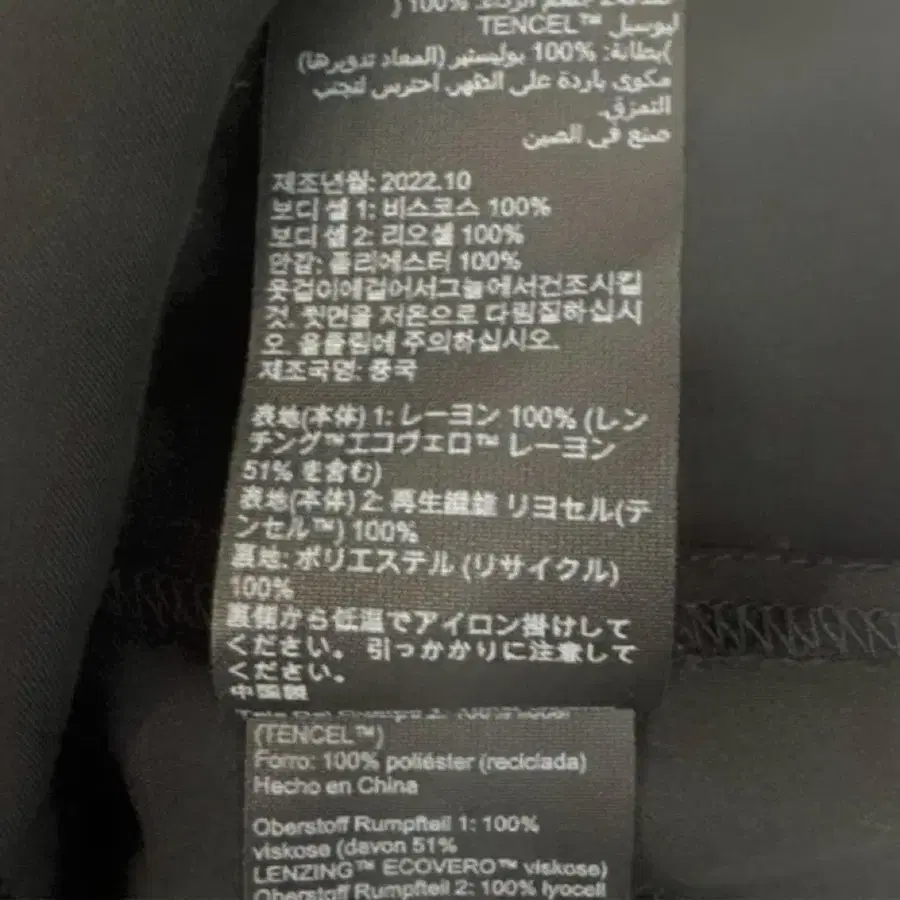 100% :
ليوسيل TENCEL™
)بطانة: 100% بوليستير (المعاد تدويرها)
مكوى باردة على الظهر احترس لتجنب
التمزق.
صنع في الصين
제조년월: 2022.10
보디 셸 1: 비스코스 100%
보디 셸 2: 리오셀 100%
안감: 폴리에스터 100%
옷걸이에걸어서그늘에서건조시킬
것. 뒷면을 저온으로 다림질하십시
오. 올뜯림에 주의하십시오.
제조국명: 중국
表地(本体) 1: レーヨン 100% (レン
チング™エコヴェロ™ レーヨン
51% を含む)
表地(本体) 2: 再生繊維 リヨセル(テ
ンセル™) 100%
裏地: ポリエステル (リサイクル)
100%
裏側から低温でアイロン掛けして
ください。引っかかりに注意して
ください。
中国製
(TENCEL™)
Forro: 100% poliéster (reciclada)
Hecho en China
Oberstoff Rumpfteil 1: 100%
viskose (davon 51%
LENZING™ ECOVERO™ viskose)
Oberstoff Rumpfteil 2: 100% lyocell